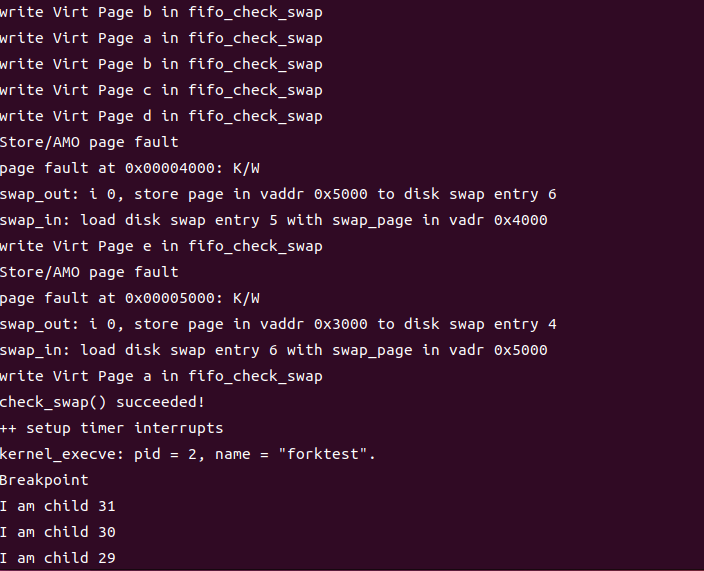 write Virt Page b in fifo_check_swap
write Virt Page a in fifo_check_swap
write Virt Page b in fifo_check_swap
write Virt Page c in fifo_check_swap
write Virt Page d in fifo_check_swap
Store/AMO page fault
page fault at 0x00004000: K/W
swap_out: i 0, store page in vaddr 0x5000 to disk swap entry 6
swap_in: load disk swap entry 5 with swap_page in vadr 0x4000
write Virt Page e in fifo_check_swap
Store/AMO page fault
page fault at 0x00005000: K/W
swap_out: i 0, store page in vaddr 0x3000 to disk swap entry 4
swap_in: load disk swap entry 6 with swap_page in vadr 0x5000
write Virt Page a in fifo_check_swap
check_swap() succeeded!
++ setup timer interrupts
kernel_execve: pid = 2, name = "forktest".
Breakpoint
I am child 31
I am child 30
I am child 29